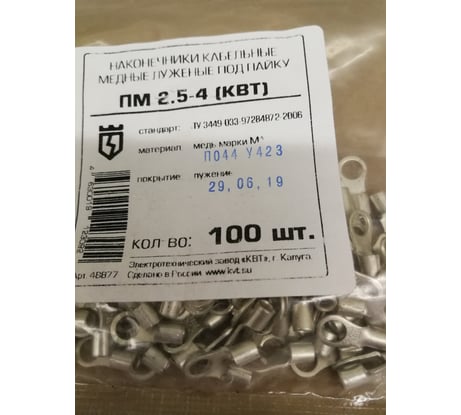 НАКОНЕЧНИКИ КАБЕЛЬНЫЕ
МЕДНЫЕ ЛУЖЕНЫЕ ПОД ПАЙКУ
ПМ 2.5-4 (КВТ)
стандарт: ТУ 3449-033-97284872-2006
материал медь марки М
П044 У423
покрытие лужение
29.06.19
КОЛ-ВО: 100 шт.
Электротехнический завод «КВТ», г. Калуга
Арт. 48877 Сделано в России www.kvt.su